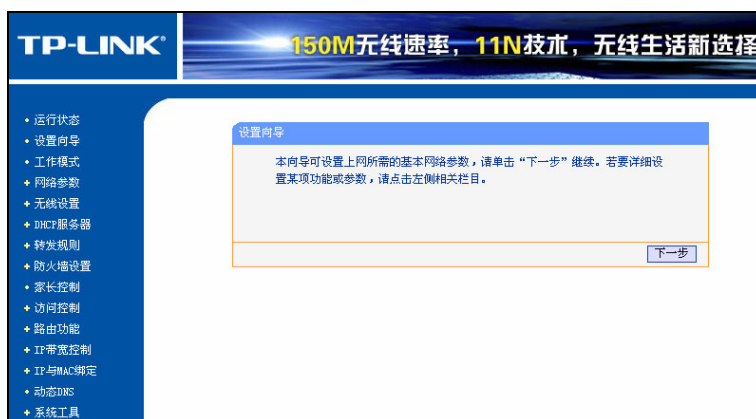 TP-LINK®
150M无线速率，11N技术，无线生活新选择
运行状态
设置向导
工作模式
网络参数
无线设置
DHCP服务器
转发规则
防火墙设置
家长控制
访问控制
路由功能
IP带宽控制
IP与MAC绑定
动态DNS
系统工具
设置向导
本向导可设置上网所需的基本网络参数，请单击“下一步”继续。若要详细设
置某项功能或参数，请点击左侧相关栏目。
下一步